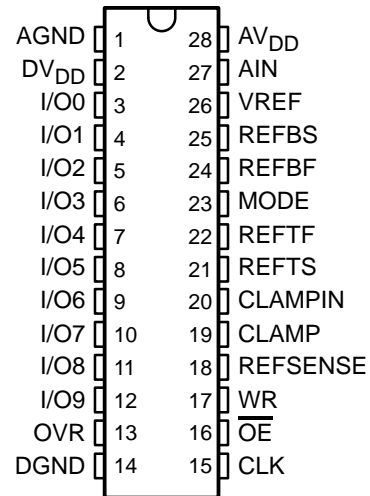 AGND 1 28 AVDD
DVDD 2 27 AIN
I/O0 3 26 VREF
I/O1 4 25 REFBS
I/O2 5 24 REFBF
I/O3 6 23 MODE
I/O4 7 22 REFTF
I/O5 8 21 REFTS
I/O6 9 20 CLAMPIN
I/O7 10 19 CLAMP
I/O8 11 18 REFSENSE
I/O9 12 17 WR
OVR 13 16 O̅E̅
DGND 14 15 CLK